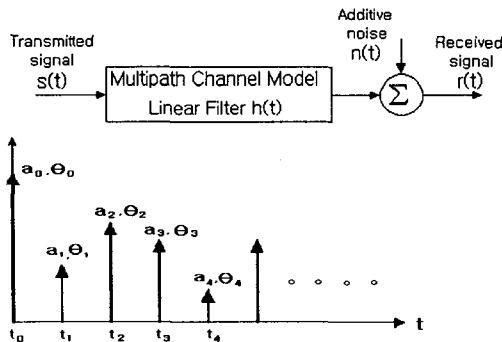 Transmitted
signal
s(t)
Multipath Channel Model
Linear Filter h(t)
Additive
noise
n(t)
Σ
Received
signal
r(t)
a₀,Θ₀
a₁,Θ₁
a₂,Θ₂
a₃,Θ₃
a₄,Θ₄
t₀ t₁ t₂ t₃ t₄ t